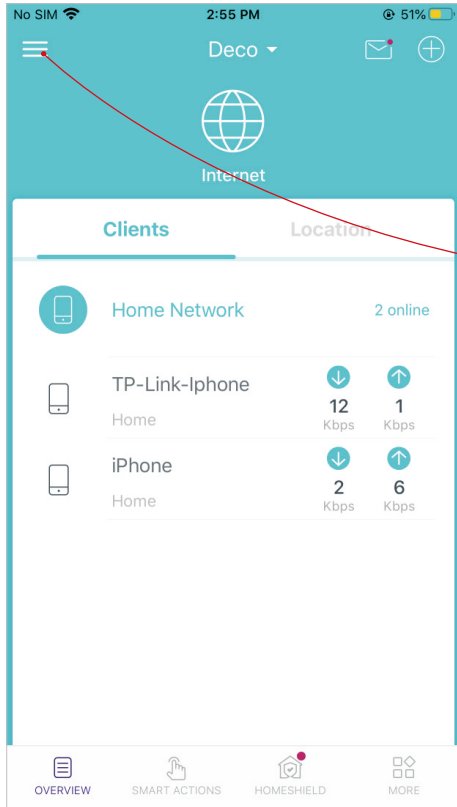 No SIM 2:55 PM 51%
Deco
Internet
Clients Location
Home Network 2 online
TP-Link-Iphone
12 1
Home Kbps Kbps
iPhone
2 6
Home Kbps Kbps
OVERVIEW SMART ACTIONS HOMESHIELD MORE